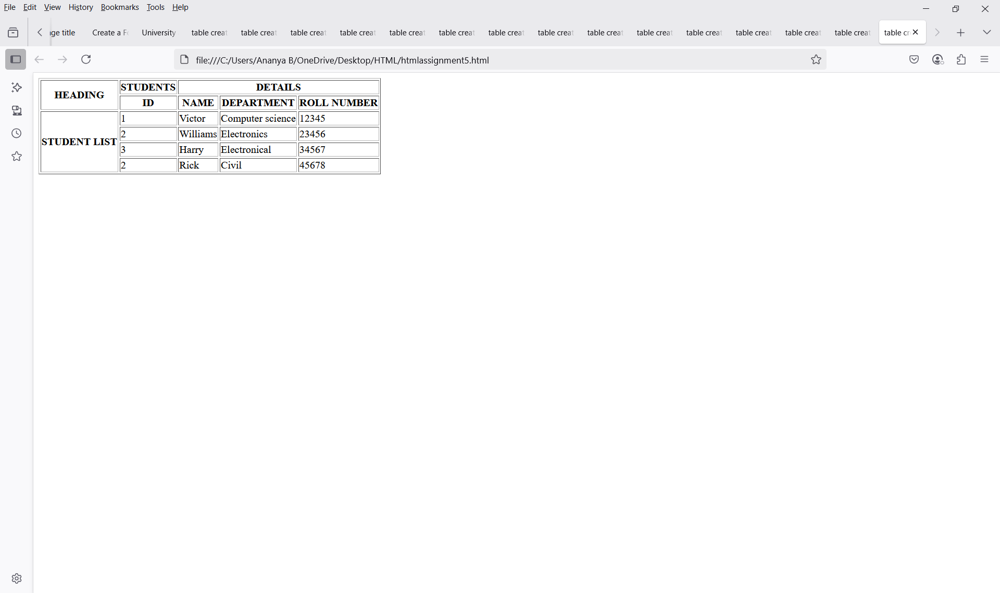 File Edit View History Bookmarks Tools Help
ge title Create a F University table creat table creat table creat table creat table creat table creat table creat table creat table creat table creat table creat table creat table creat table creat table cr
file:///C:/Users/Ananya B/OneDrive/Desktop/HTML/htmlassignment5.html
HEADING STUDENTS DETAILS
ID NAME DEPARTMENT ROLL NUMBER
STUDENT LIST 1 Victor Computer science 12345
2 Williams Electronics 23456
3 Harry Electronical 34567
2 Rick Civil 45678